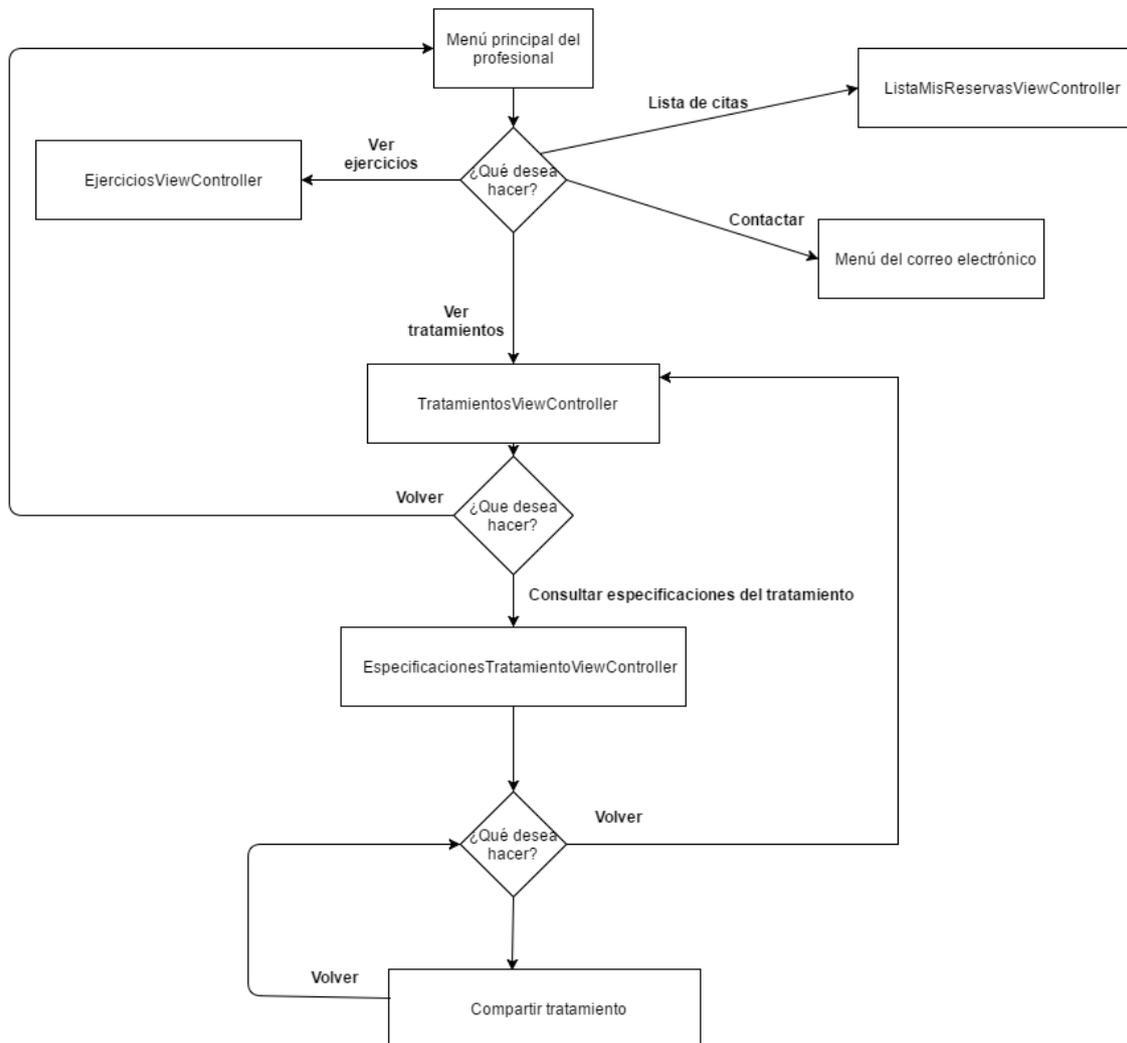 Menú principal del
profesional
Lista de citas
ListaMisReservasViewController
Ver
ejercicios
EjerciciosViewController
¿Qué desea
hacer?
Contactar
Menú del correo electrónico
Ver
tratamientos
TratamientosViewController
Volver
¿Que desea
hacer?
Consultar especificaciones del tratamiento
EspecificacionesTratamientoViewController
¿Qué desea
hacer?
Volver
Volver
Compartir tratamiento